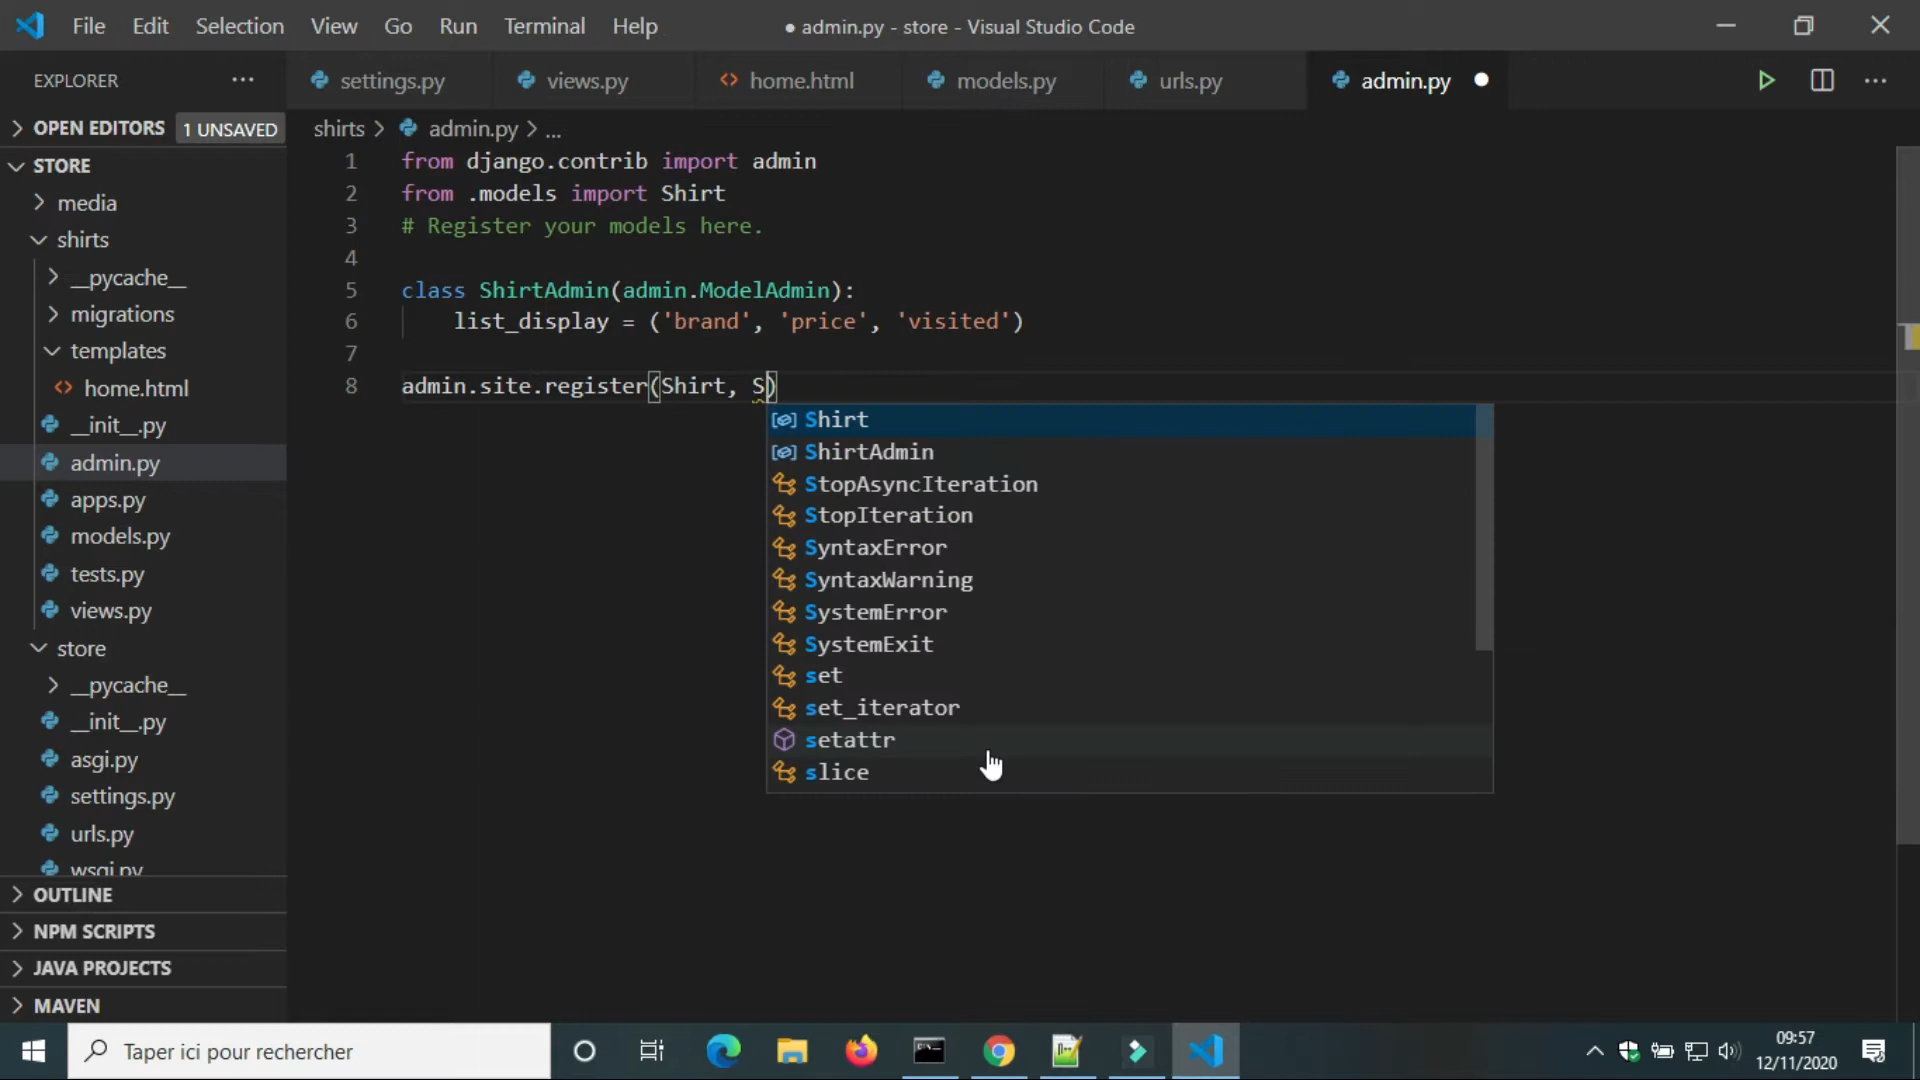 File Edit Selection View Go Run Terminal Help ● admin.py - store - Visual Studio Code
EXPLORER ··· settings.py views.py <> home.html models.py urls.py admin.py ● ···
OPEN EDITORS 1 UNSAVED
shirts > admin.py > ...
STORE
media
shirts
__pycache__
migrations
templates
<> home.html
__init__.py
admin.py
apps.py
models.py
tests.py
views.py
store
__pycache__
__init__.py
asgi.py
settings.py
urls.py
wsgi.py
OUTLINE
NPM SCRIPTS
JAVA PROJECTS
MAVEN
1 from django.contrib import admin
2 from .models import Shirt
3 # Register your models here.
4
5 class ShirtAdmin(admin.ModelAdmin):
6 list_display = ('brand', 'price', 'visited')
7
8 admin.site.register(Shirt, S)
Shirt
ShirtAdmin
StopAsyncIteration
StopIteration
SyntaxError
SyntaxWarning
SystemError
SystemExit
set
set_iterator
setattr
slice
Taper ici pour rechercher
09:57
12/11/2020